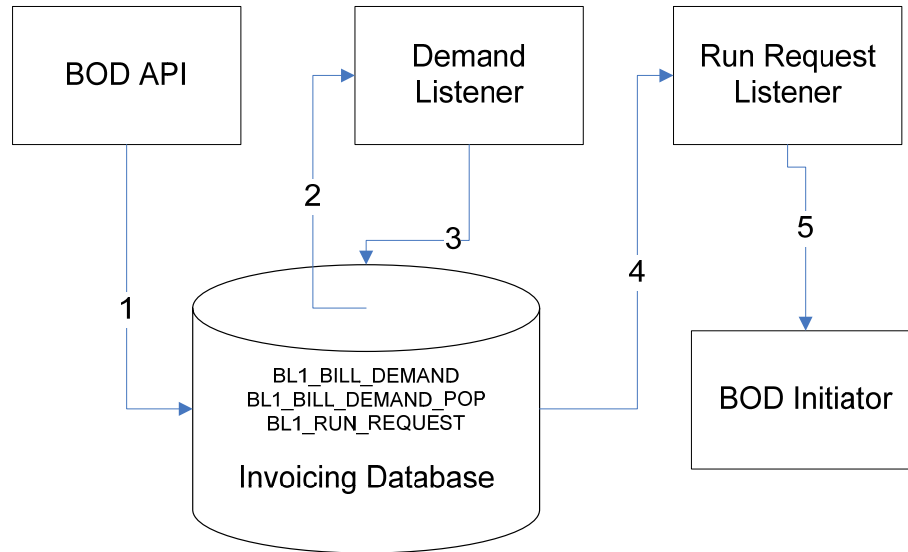 BOD API
Demand
Listener
Run Request
Listener
2
3
4
5
1
BL1_BILL_DEMAND
BL1_BILL_DEMAND_POP
BL1_RUN_REQUEST
Invoicing Database
BOD Initiator